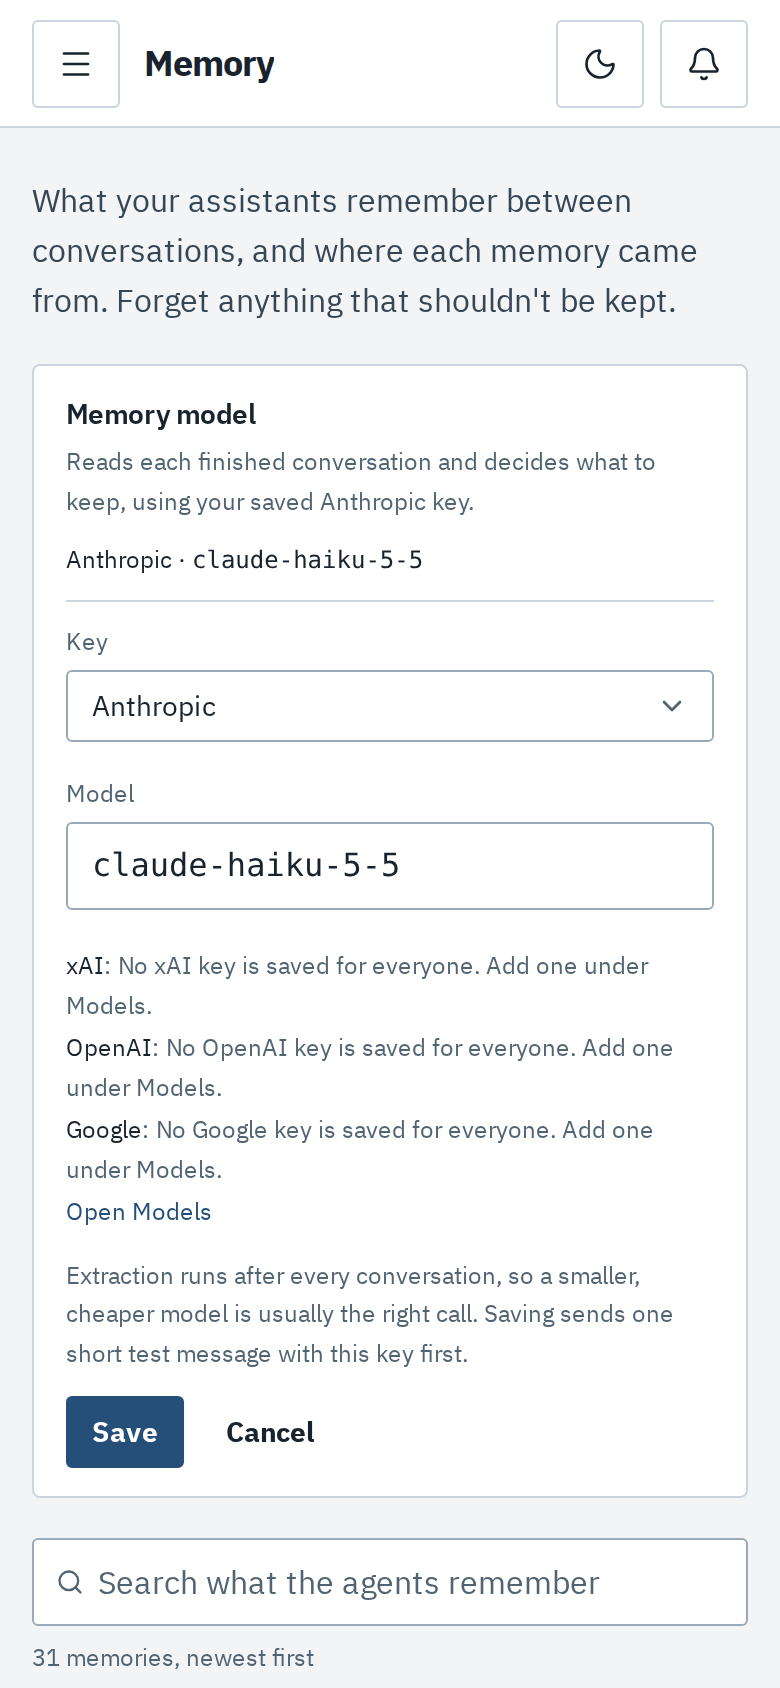 Memory
What your assistants remember between
conversations, and where each memory came
from. Forget anything that shouldn't be kept.
Memory model
Reads each finished conversation and decides what to
keep, using your saved Anthropic key.
Anthropic · claude-haiku-5-5
Key
Anthropic
Model
claude-haiku-5-5
xAI: No xAI key is saved for everyone. Add one under
Models.
OpenAI: No OpenAI key is saved for everyone. Add one
under Models.
Google: No Google key is saved for everyone. Add one
under Models.
Open Models
Extraction runs after every conversation, so a smaller,
cheaper model is usually the right call. Saving sends one
short test message with this key first.
Save Cancel
Search what the agents remember
31 memories, newest first